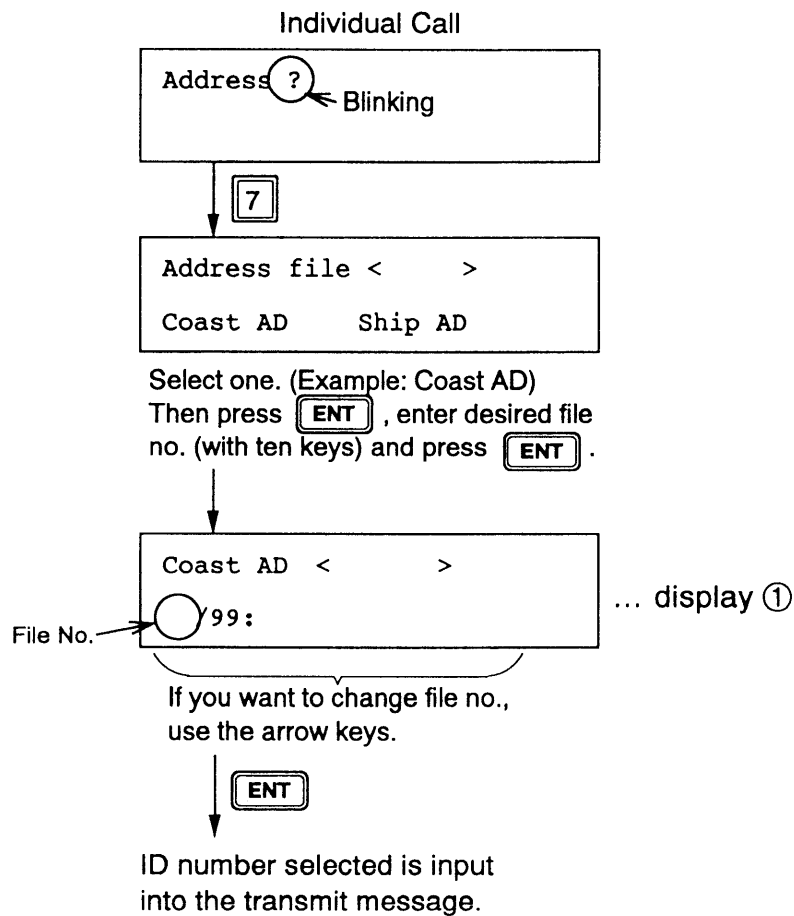 Individual Call
Address ?
Blinking
7
Address file <       >
Coast AD     Ship AD
Select one. (Example: Coast AD)
Then press ENT , enter desired file
no. (with ten keys) and press ENT .
Coast AD  <       >
... display ①
/99:
File No.
If you want to change file no.,
use the arrow keys.
ENT
ID number selected is input
into the transmit message.